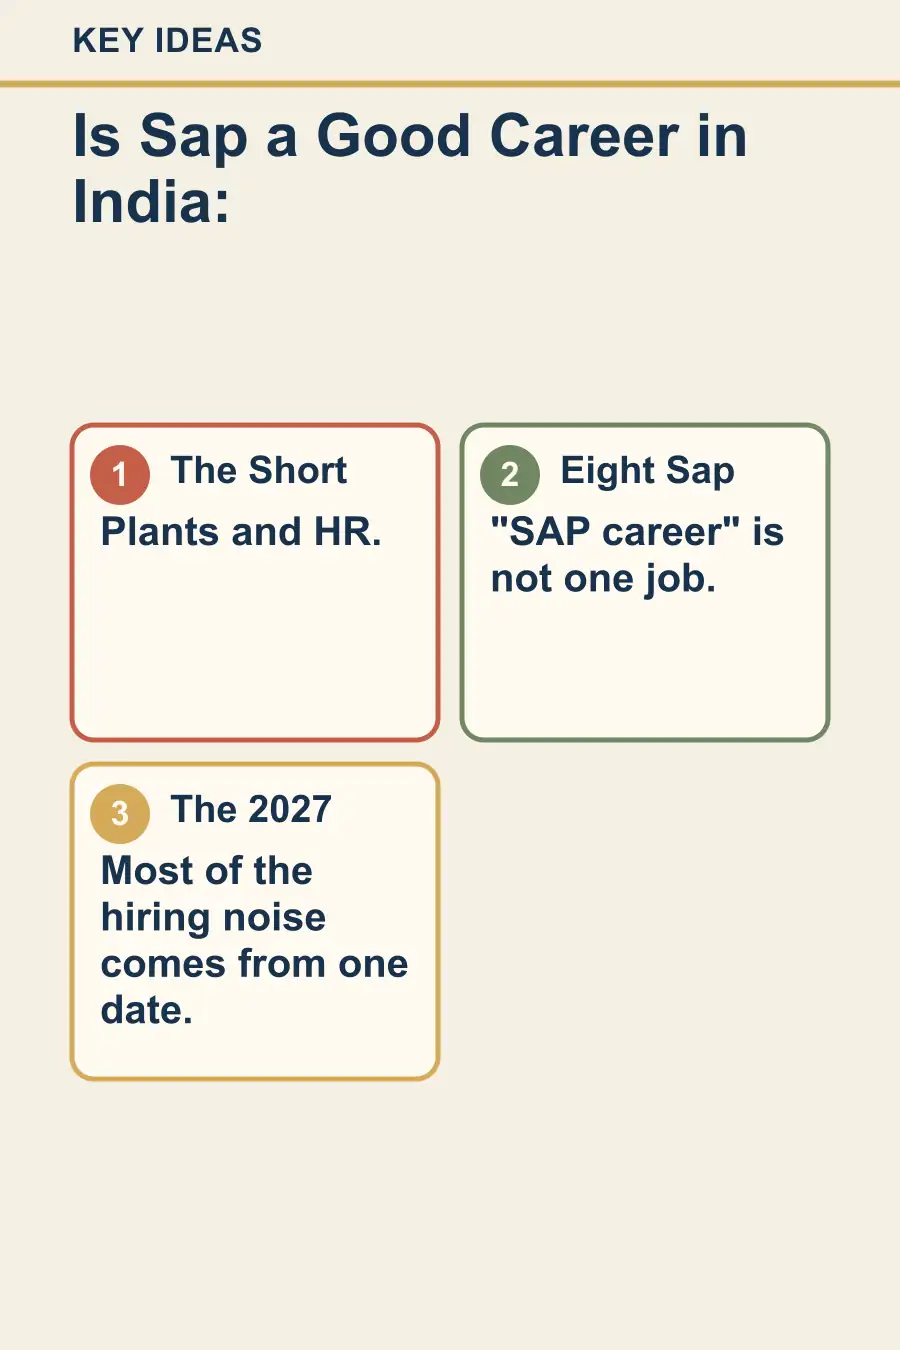 KEY IDEAS
Is Sap a Good Career in
India:
1 The Short
Plants and HR.
2 Eight Sap
"SAP career" is
not one job.
3 The 2027
Most of the
hiring noise
comes from one
date.